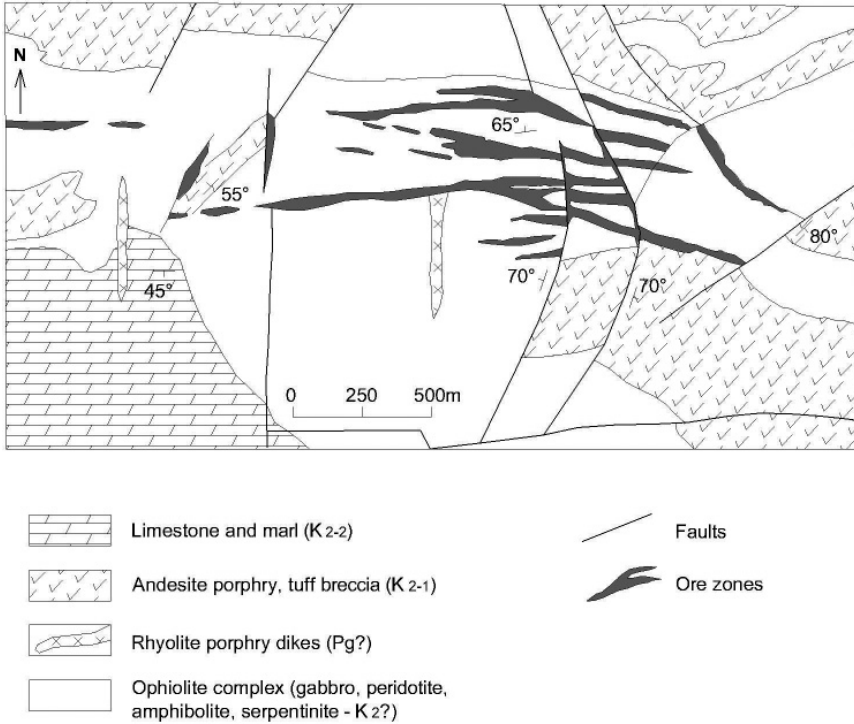 N
65°
55°
80°
45°
70°
70°
0 250 500m
Limestone and marl (K 2-2)
Andesite porphry, tuff breccia (K 2-1)
Rhyolite porphry dikes (Pg?)
Ophiolite complex (gabbro, peridotite,
amphibolite, serpentinite - K 2?)
Faults
Ore zones